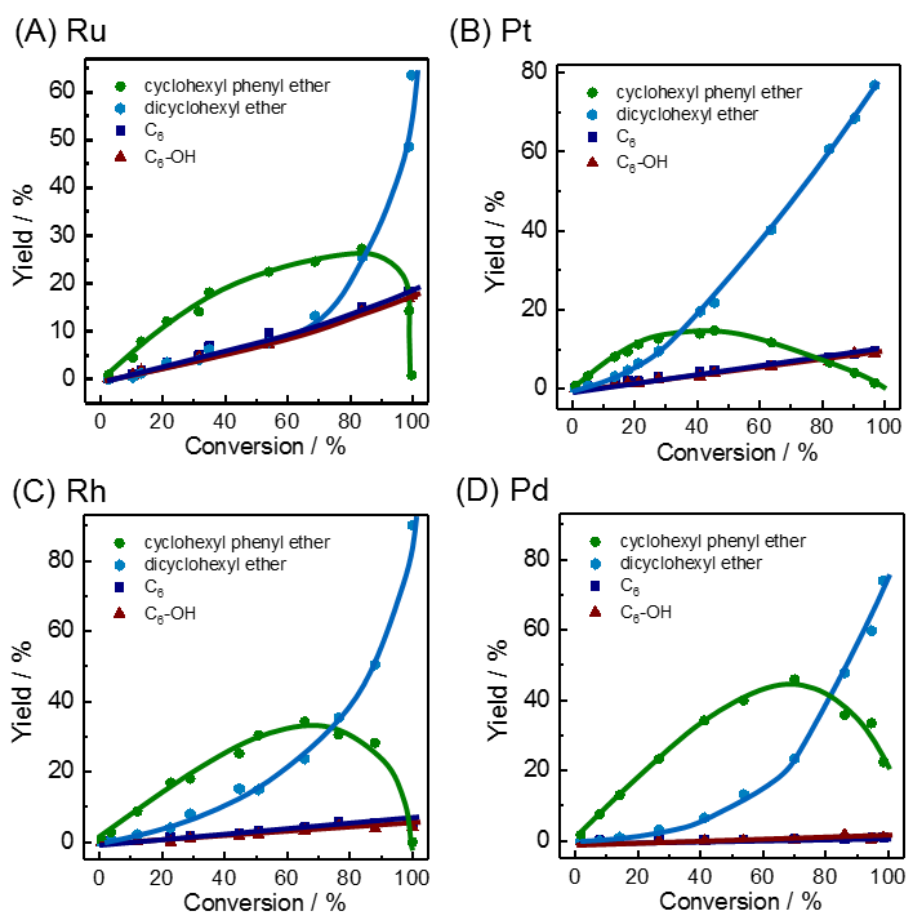 (A) Ru
cyclohexyl phenyl ether
dicyclohexyl ether
C₆
C₆-OH
Yield / %
60
50
40
30
20
10
0
0 20 40 60 80 100
Conversion / %
(B) Pt
cyclohexyl phenyl ether
dicyclohexyl ether
C₆
C₆-OH
Yield / %
80
60
40
20
0
0 20 40 60 80 100
Conversion / %
(C) Rh
cyclohexyl phenyl ether
dicyclohexyl ether
C₆
C₆-OH
Yield / %
80
60
40
20
0
0 20 40 60 80 100
Conversion / %
(D) Pd
cyclohexyl phenyl ether
dicyclohexyl ether
C₆
C₆-OH
Yield / %
80
60
40
20
0
0 20 40 60 80 100
Conversion / %